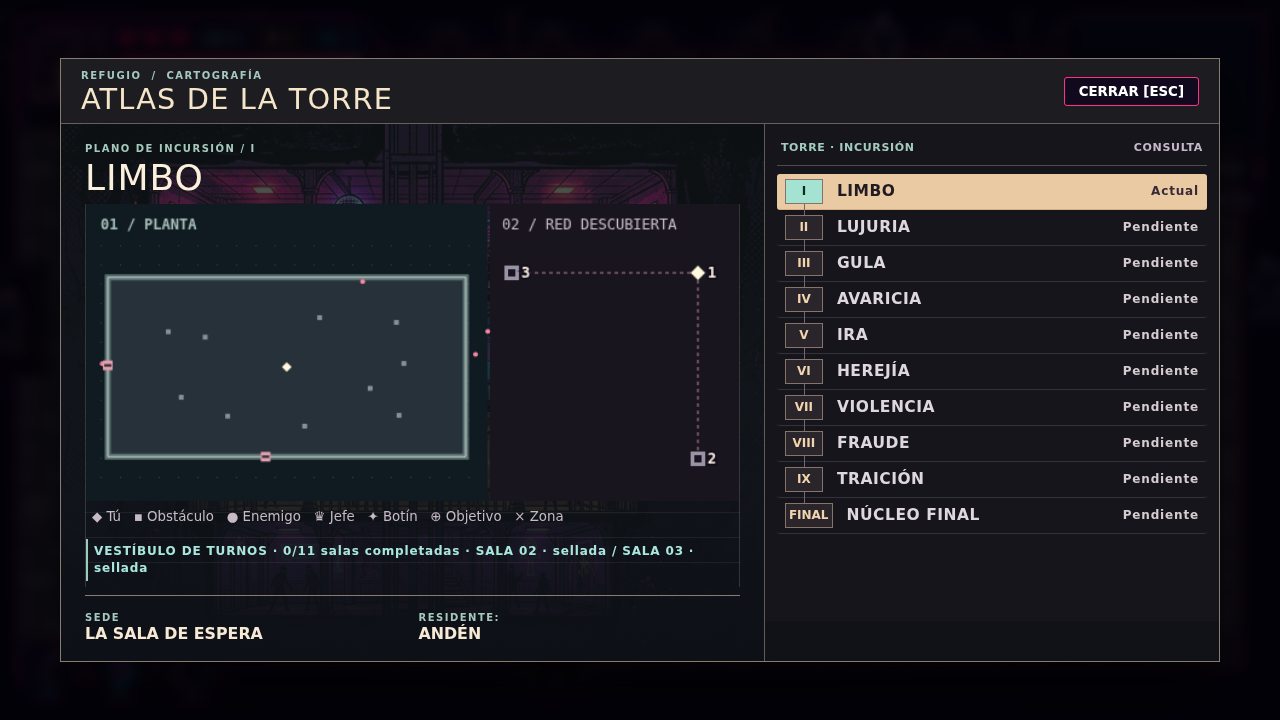 REFUGIO / CARTOGRAFÍA
ATLAS DE LA TORRE
CERRAR [ESC]
PLANO DE INCURSIÓN / I
LIMBO
01 / PLANTA
02 / RED DESCUBIERTA
3
1
2
◆ Tú ■ Obstáculo ● Enemigo ♛ Jefe ✦ Botín ⊕ Objetivo × Zona
VESTÍBULO DE TURNOS · 0/11 salas completadas · SALA 02 · sellada / SALA 03 ·
sellada
SEDE
LA SALA DE ESPERA
RESIDENTE:
ANDÉN
TORRE · INCURSIÓN
CONSULTA
I LIMBO Actual
II LUJURIA Pendiente
III GULA Pendiente
IV AVARICIA Pendiente
V IRA Pendiente
VI HEREJÍA Pendiente
VII VIOLENCIA Pendiente
VIII FRAUDE Pendiente
IX TRAICIÓN Pendiente
FINAL NÚCLEO FINAL Pendiente